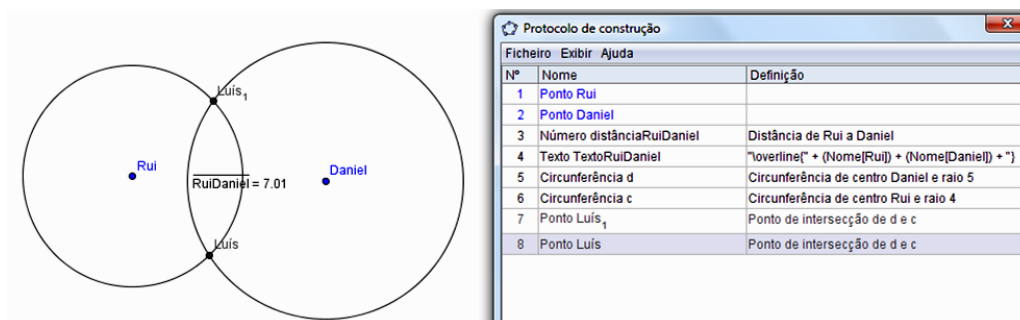 Luís1
Rui
RuiDaniel = 7.01
Daniel
Luís
Protocolo de construção
Ficheiro Exibir Ajuda
Nº Nome Definição
1 Ponto Rui
2 Ponto Daniel
3 Número distânciaRuiDaniel Distância de Rui a Daniel
4 Texto TextoRuiDaniel "\overline{" + (Nome[Rui]) + (Nome[Daniel]) + "}
5 Circunferência d Circunferência de centro Daniel e raio 5
6 Circunferência c Circunferência de centro Rui e raio 4
7 Ponto Luís1 Ponto de intersecção de d e c
8 Ponto Luís Ponto de intersecção de d e c